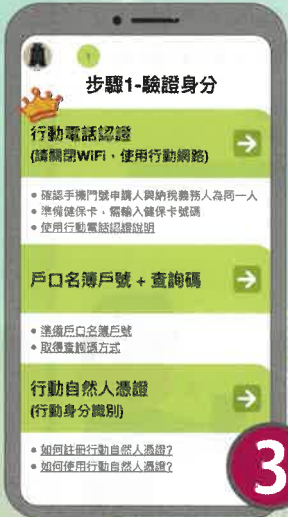 步驟1-驗證身分
行動電話認證
(請關閉WiFi,使用行動網路)
• 確認手機門號申請人與納稅義務人為同一人
• 準備健保卡,需輸入健保卡號碼
• 使用行動電話認證說明
戶口名簿戶號 + 查詢碼
• 準備戶口名簿戶號
• 取得查詢碼方式
行動自然人憑證
(行動身分識別)
• 如何註冊行動自然人憑證?
• 如何使用行動自然人憑證?
3